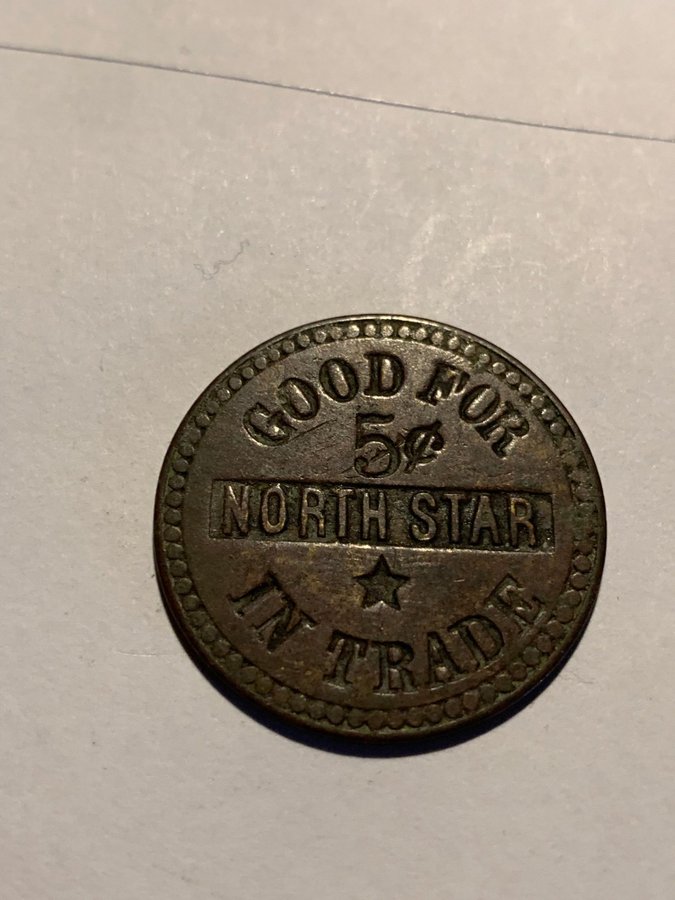 GOOD FOR
5¢
NORTH STAR
IN TRADE